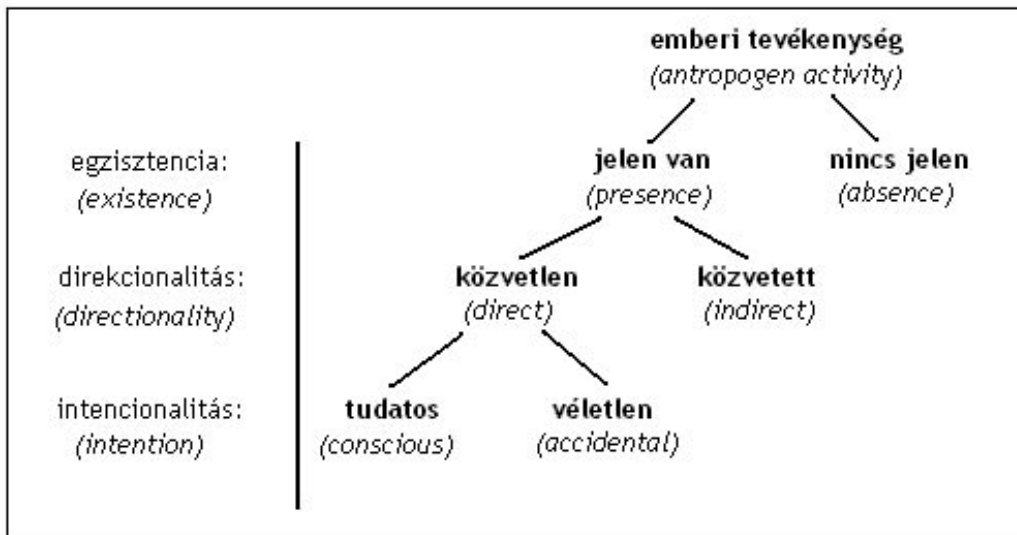 emberi tevékenység
(antropogen activity)
egzisztencia: jelen van nincs jelen
(existence) (presence) (absence)
direkcionalitás: közvetlen közvetett
(directionality) (direct) (indirect)
intencionalitás: tudatos véletlen
(intention) (conscious) (accidental)